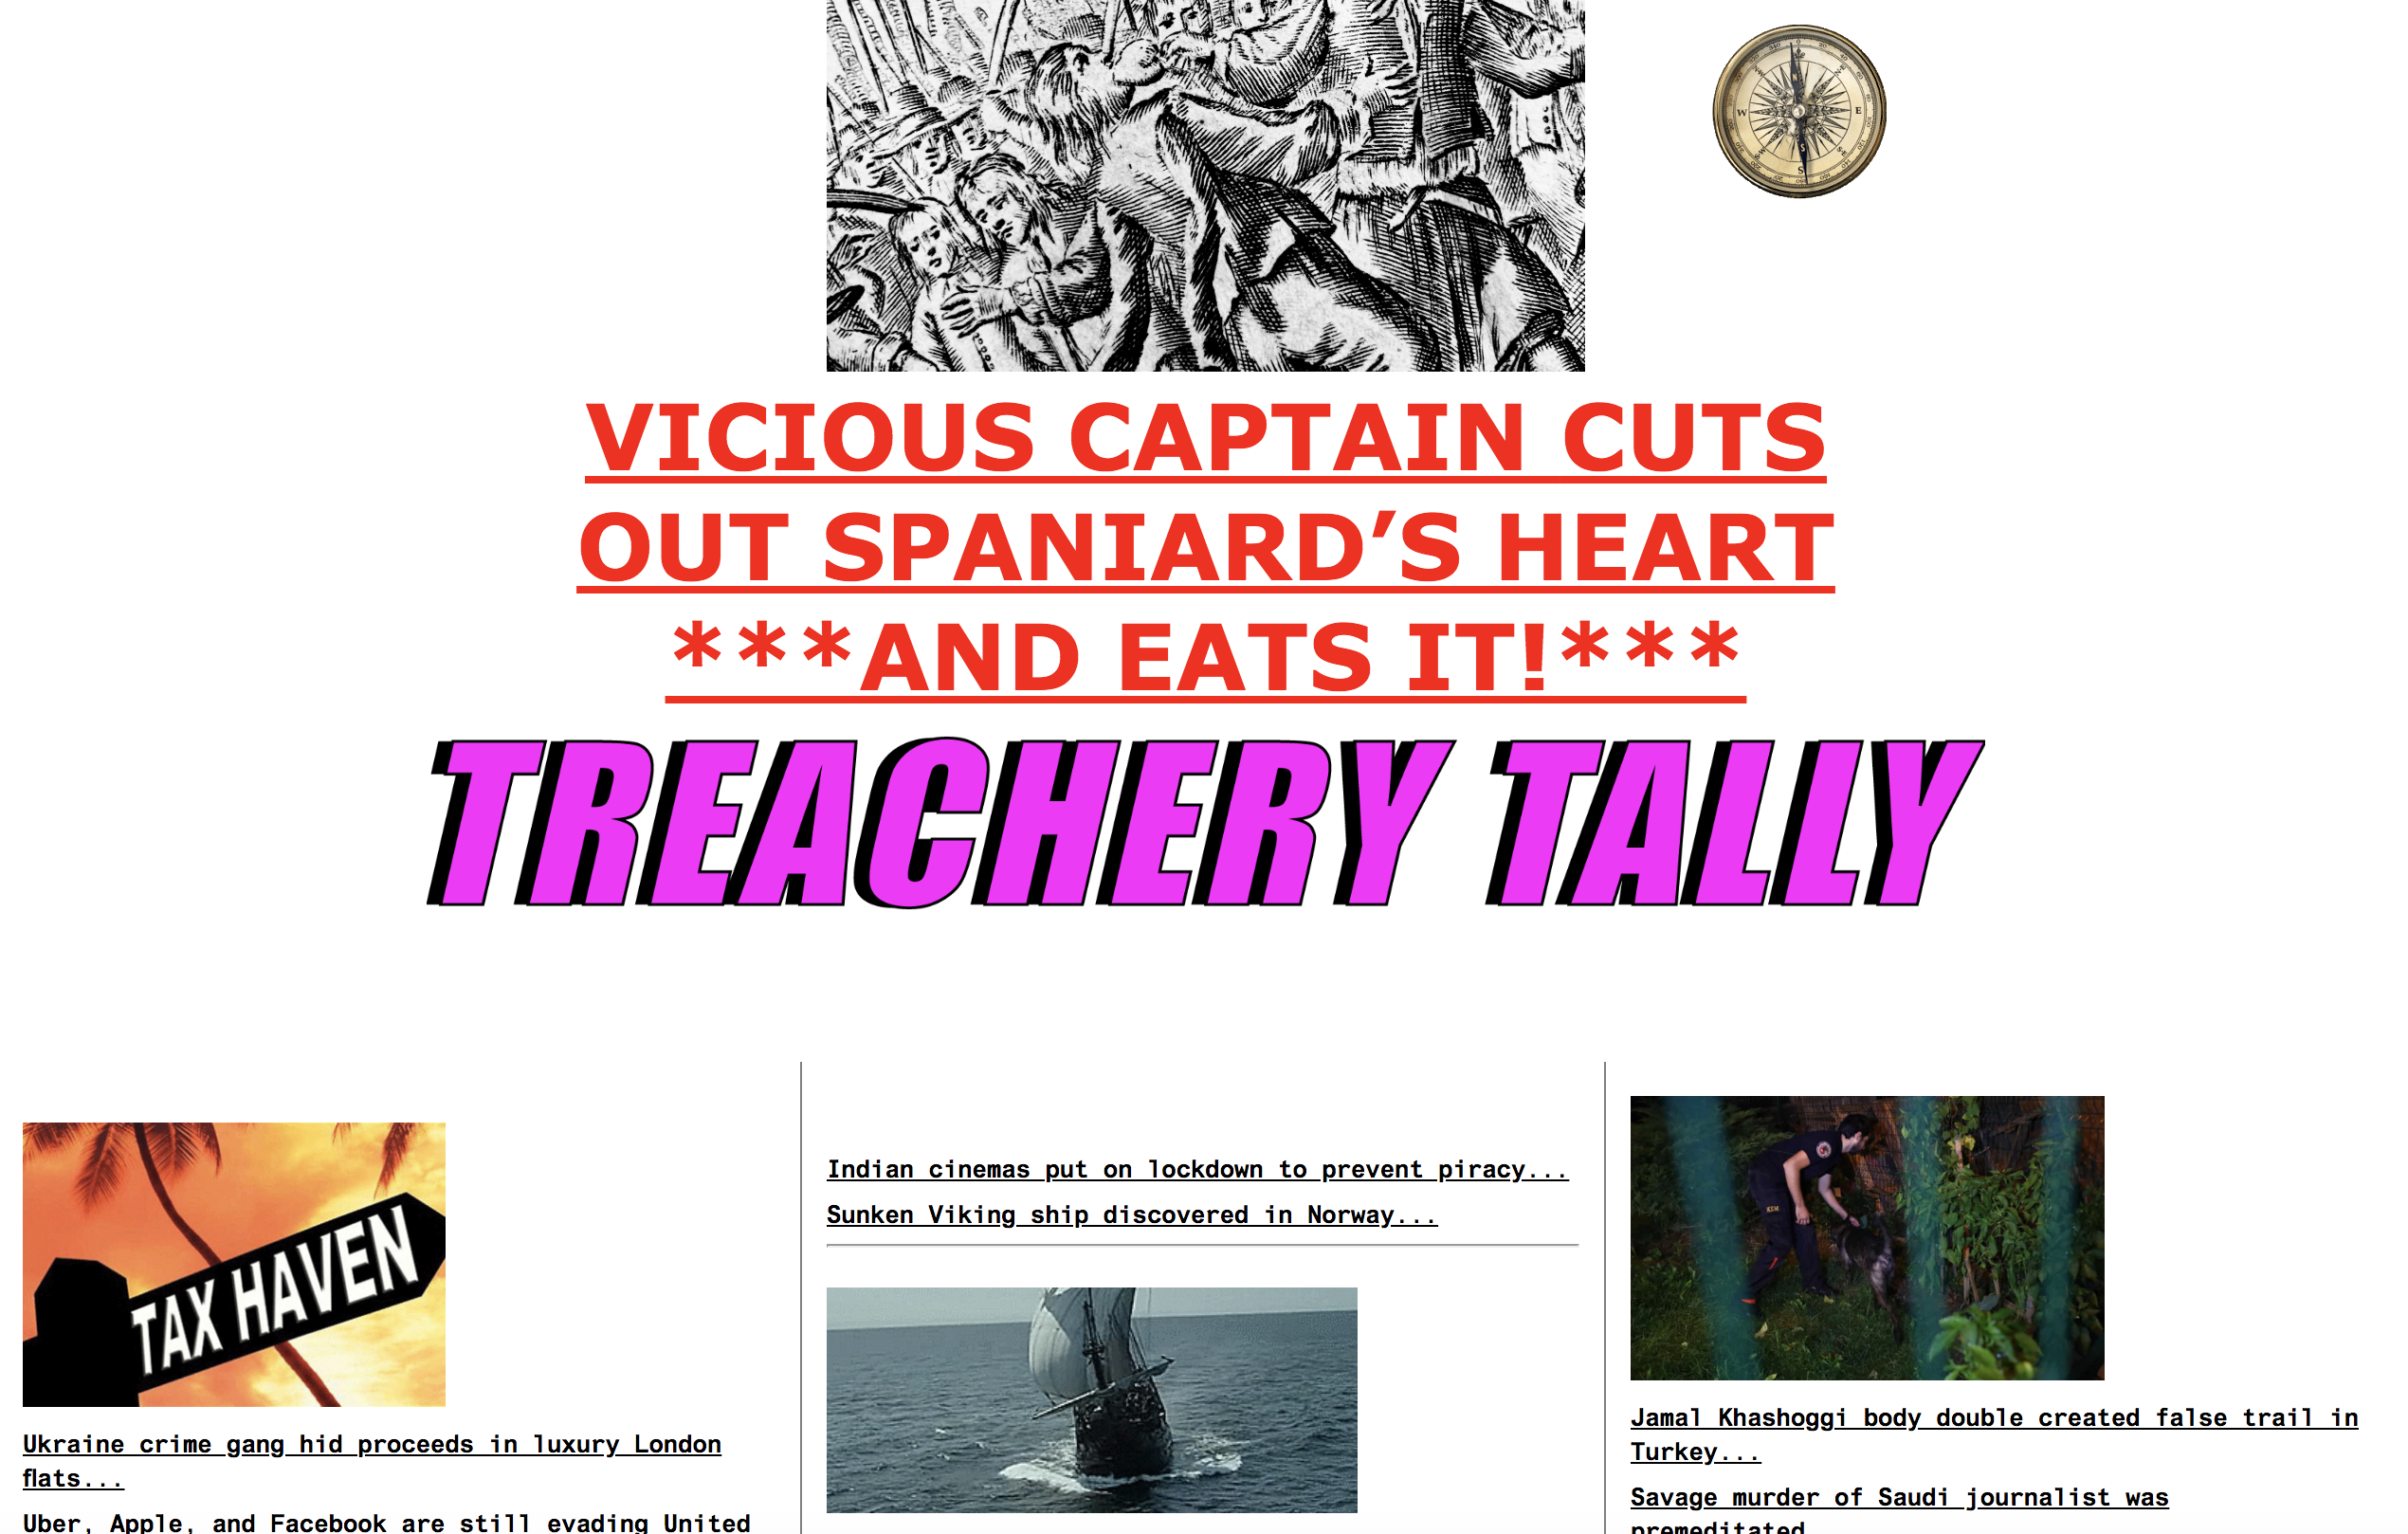 VICIOUS CAPTAIN CUTS
OUT SPANIARD’S HEART
***AND EATS IT!***
TREACHERY TALLY
TAX HAVEN
Ukraine crime gang hid proceeds in luxury London
flats...
Uber, Apple, and Facebook are still evading United
Indian cinemas put on lockdown to prevent piracy...
Sunken Viking ship discovered in Norway...
Jamal Khashoggi body double created false trail in
Turkey...
Savage murder of Saudi journalist was
premeditated